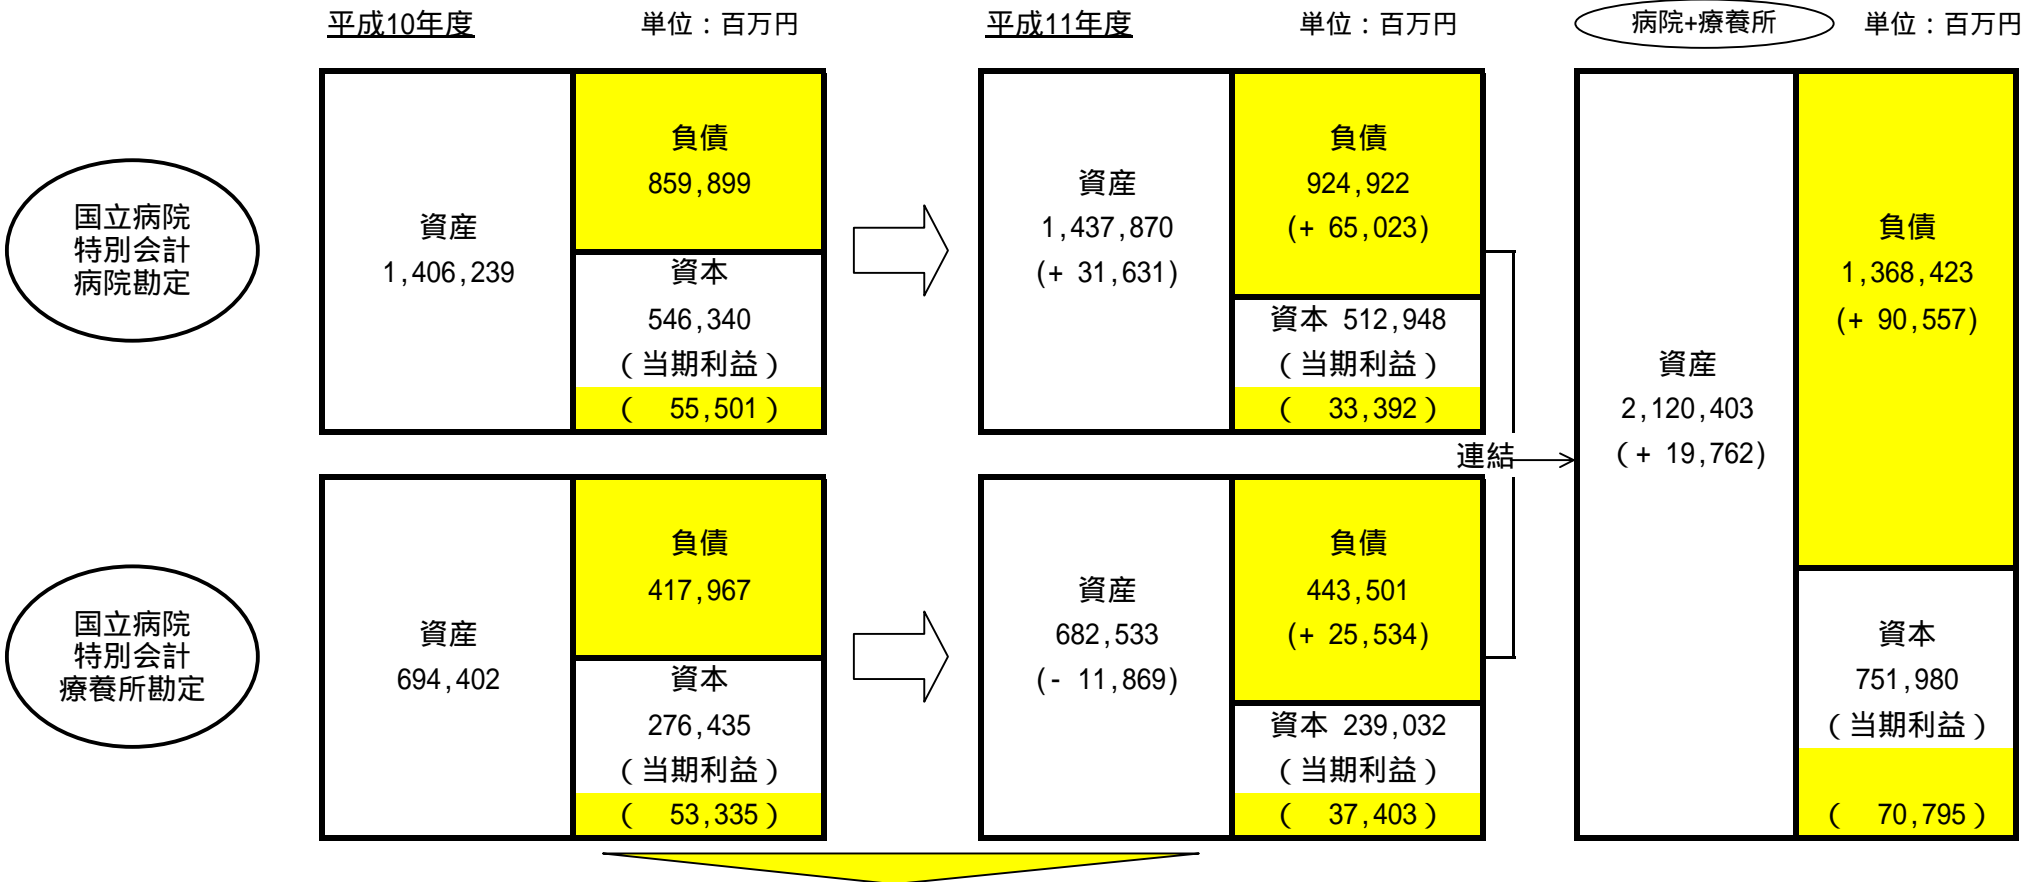 平成10年度
単位：百万円
平成11年度
単位：百万円
病院+療養所
単位：百万円
国立病院
特別会計
病院勘定
資産
1,406,239
負債
859,899
資本
546,340
（当期利益）
（ 55,501）
資産
1,437,870
(+ 31,631)
負債
924,922
(+ 65,023)
資本 512,948
（当期利益）
（ 33,392）
国立病院
特別会計
療養所勘定
資産
694,402
負債
417,967
資本
276,435
（当期利益）
（ 53,335）
資産
682,533
(- 11,869)
負債
443,501
(+ 25,534)
資本 239,032
（当期利益）
（ 37,403）
連結
資産
2,120,403
(+ 19,762)
負債
1,368,423
(+ 90,557)
資本
751,980
（当期利益）
（ 70,795）